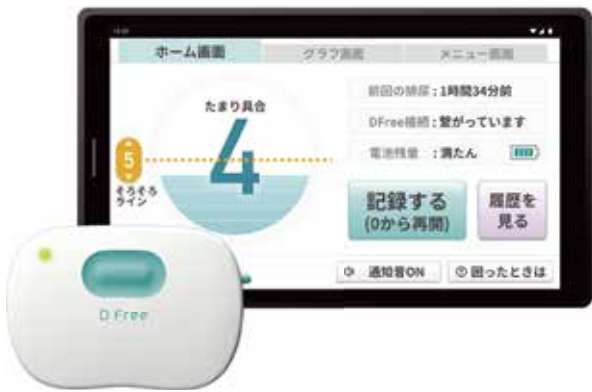 ホーム画面
グラフ画面
メニュー画面
たまり具合
4
5
そろそろ
ライン
前回の排尿:1時間34分前
DFree接続:繋がっています
電池残量 :満たん
記録する
(0から再開)
履歴を
見る
通知音ON
困ったときは
D Free